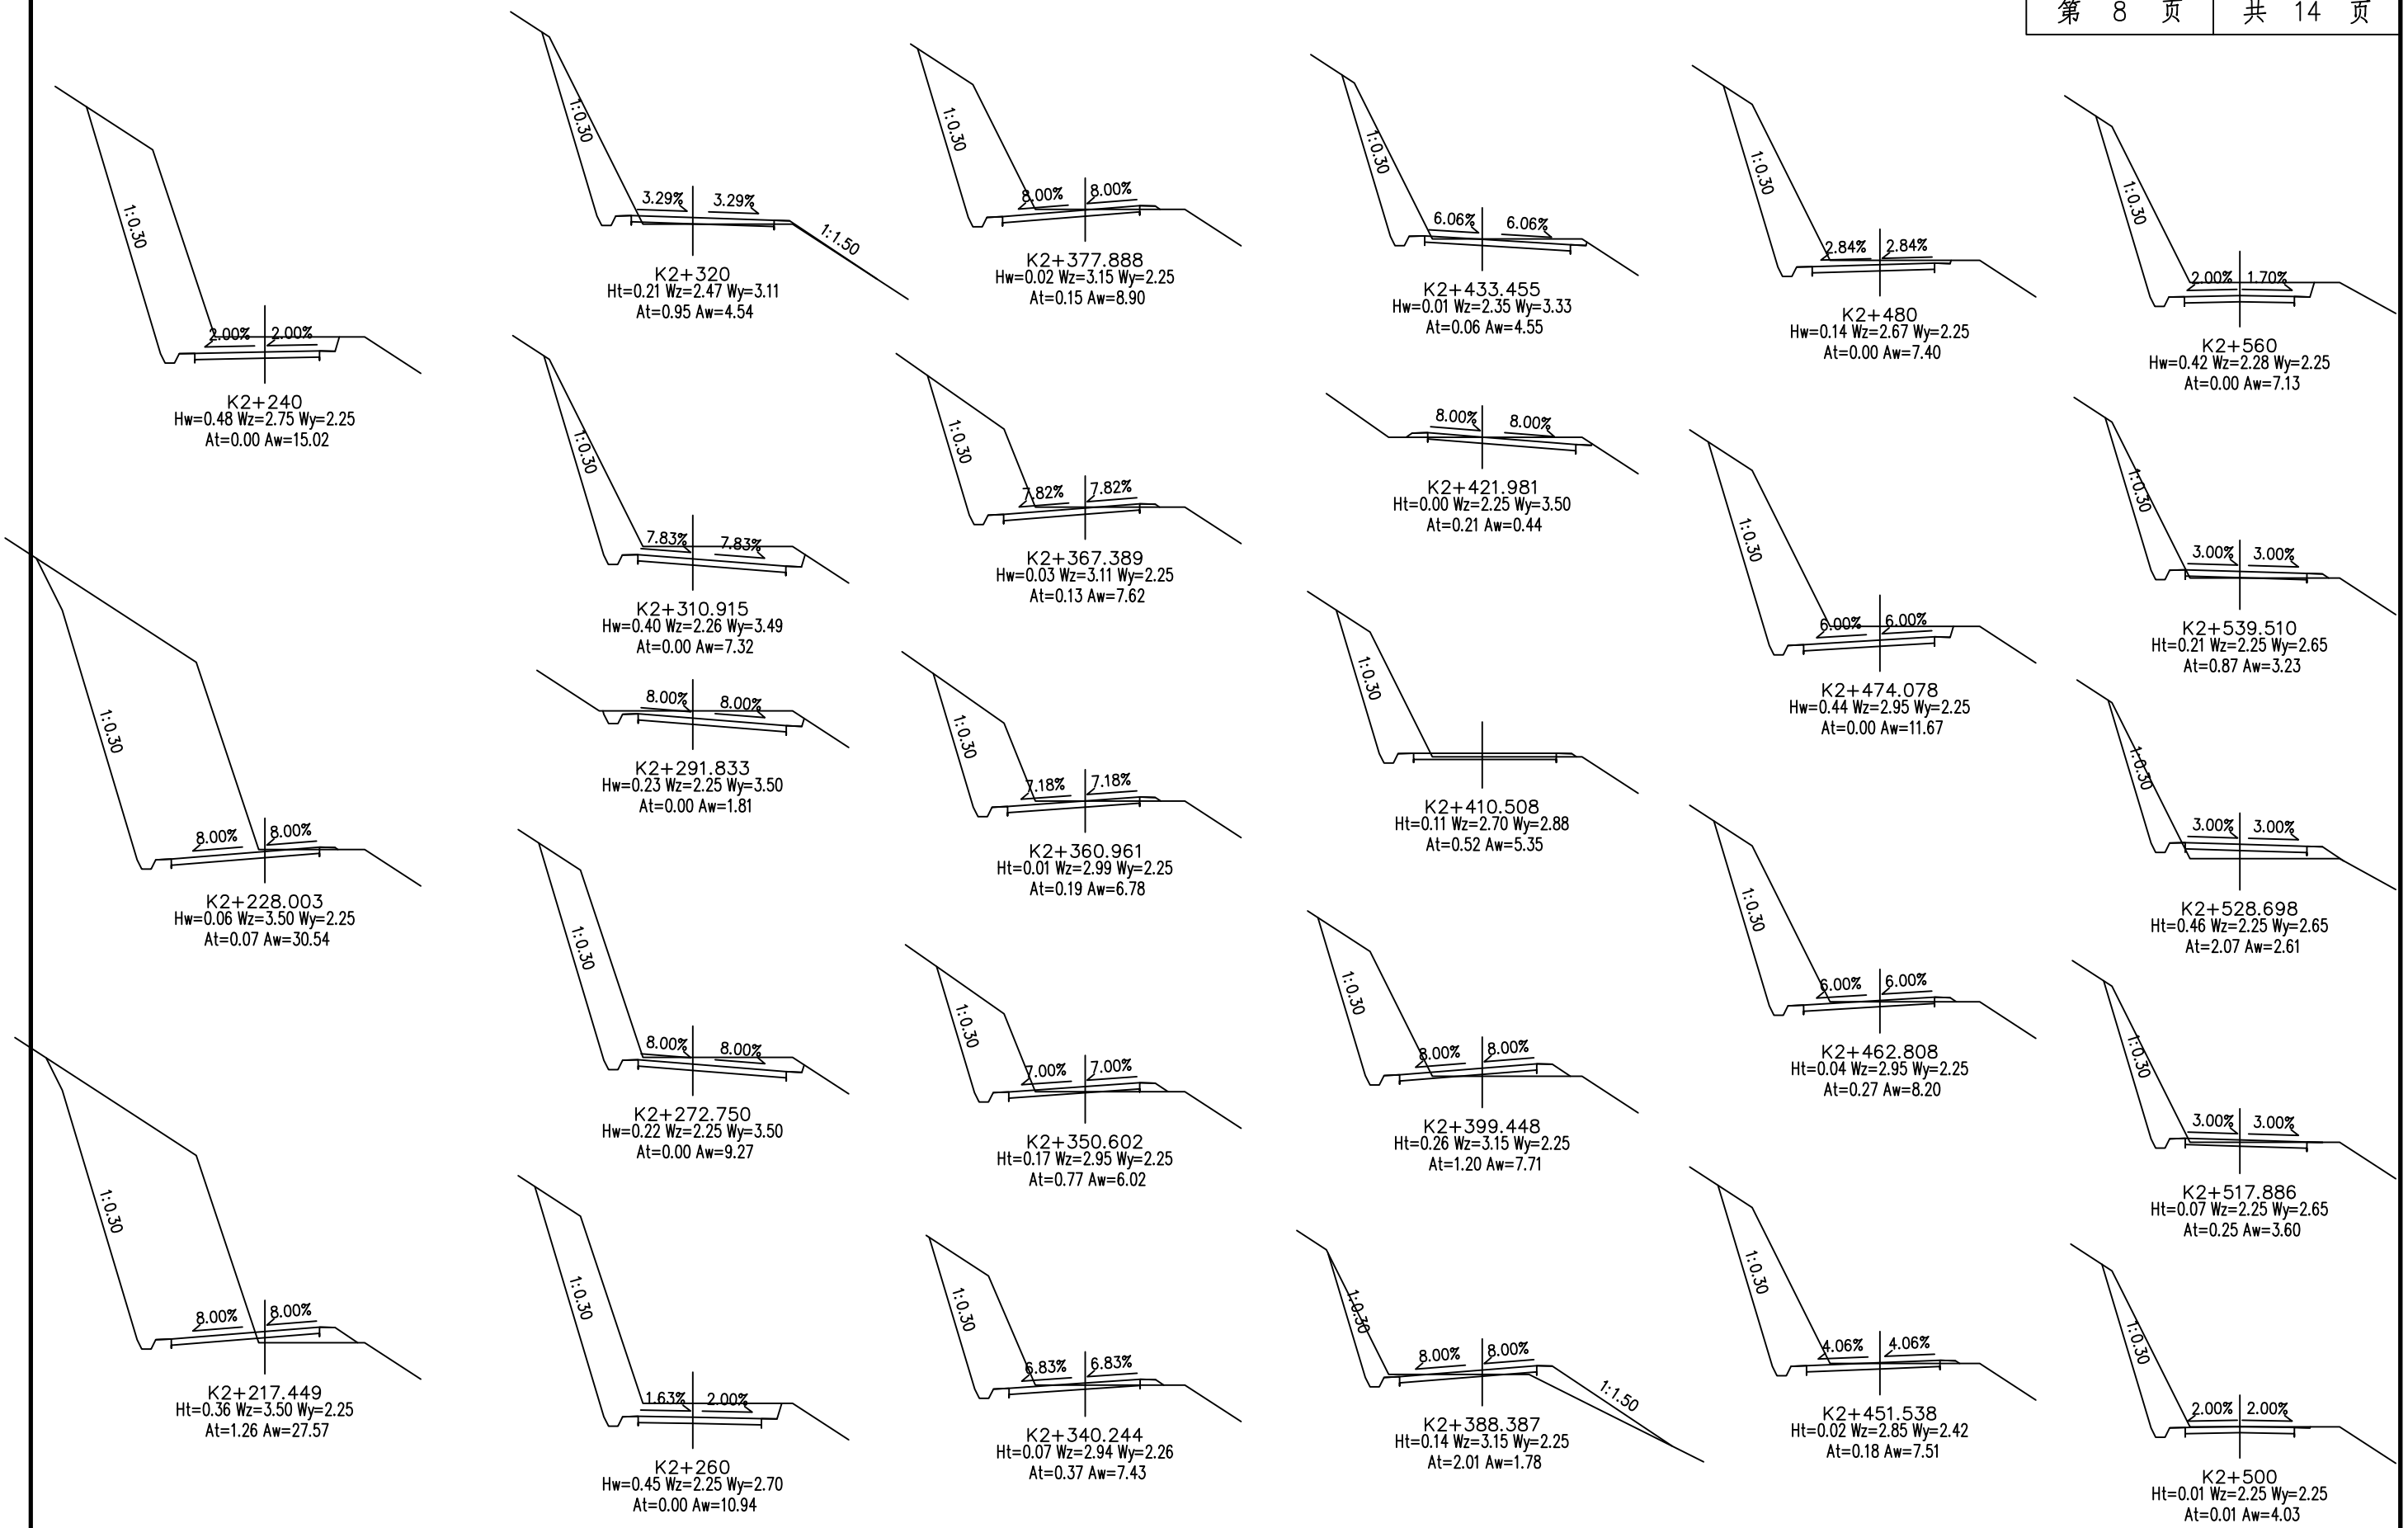 第 8 页 共 14 页
1:0.30
2.00% 2.00%
K2+240
Hw=0.48 Wz=2.75 Wy=2.25
At=0.00 Aw=15.02
1:0.30
8.00% 8.00%
K2+228.003
Hw=0.06 Wz=3.50 Wy=2.25
At=0.07 Aw=30.54
1:0.30
8.00% 8.00%
K2+217.449
Ht=0.36 Wz=3.50 Wy=2.25
At=1.26 Aw=27.57
1:0.30
3.29% 3.29%
1:1.50
K2+320
Ht=0.21 Wz=2.47 Wy=3.11
At=0.95 Aw=4.54
1:0.30
7.83% 7.83%
K2+310.915
Hw=0.40 Wz=2.26 Wy=3.49
At=0.00 Aw=7.32
8.00% 8.00%
K2+291.833
Hw=0.23 Wz=2.25 Wy=3.50
At=0.00 Aw=1.81
1:0.30
8.00% 8.00%
K2+272.750
Hw=0.22 Wz=2.25 Wy=3.50
At=0.00 Aw=9.27
1:0.30
1.63% 2.00%
K2+260
Hw=0.45 Wz=2.25 Wy=2.70
At=0.00 Aw=10.94
1:0.30
8.00% 8.00%
K2+377.888
Hw=0.02 Wz=3.15 Wy=2.25
At=0.15 Aw=8.90
1:0.30
7.82% 7.82%
K2+367.389
Hw=0.03 Wz=3.11 Wy=2.25
At=0.13 Aw=7.62
1:0.30
7.18% 7.18%
K2+360.961
Ht=0.01 Wz=2.99 Wy=2.25
At=0.19 Aw=6.78
1:0.30
7.00% 7.00%
K2+350.602
Ht=0.17 Wz=2.95 Wy=2.25
At=0.77 Aw=6.02
1:0.30
6.83% 6.83%
K2+340.244
Ht=0.07 Wz=2.94 Wy=2.26
At=0.37 Aw=7.43
1:0.30
6.06% 6.06%
K2+433.455
Hw=0.01 Wz=2.35 Wy=3.33
At=0.06 Aw=4.55
8.00% 8.00%
K2+421.981
Ht=0.00 Wz=2.25 Wy=3.50
At=0.21 Aw=0.44
1:0.30
K2+410.508
Ht=0.11 Wz=2.70 Wy=2.88
At=0.52 Aw=5.35
1:0.30
8.00% 8.00%
K2+399.448
Ht=0.26 Wz=3.15 Wy=2.25
At=1.20 Aw=7.71
1:0.30
8.00% 8.00%
1:1.50
K2+388.387
Ht=0.14 Wz=3.15 Wy=2.25
At=2.01 Aw=1.78
1:0.30
2.84% 2.84%
K2+480
Hw=0.14 Wz=2.67 Wy=2.25
At=0.00 Aw=7.40
1:0.30
6.00% 6.00%
K2+474.078
Hw=0.44 Wz=2.95 Wy=2.25
At=0.00 Aw=11.67
1:0.30
6.00% 6.00%
K2+462.808
Ht=0.04 Wz=2.95 Wy=2.25
At=0.27 Aw=8.20
1:0.30
4.06% 4.06%
K2+451.538
Ht=0.02 Wz=2.85 Wy=2.42
At=0.18 Aw=7.51
1:0.30
2.00% 1.70%
K2+560
Hw=0.42 Wz=2.28 Wy=2.25
At=0.00 Aw=7.13
1:0.30
3.00% 3.00%
K2+539.510
Ht=0.21 Wz=2.25 Wy=2.65
At=0.87 Aw=3.23
1:0.30
3.00% 3.00%
K2+528.698
Ht=0.46 Wz=2.25 Wy=2.65
At=2.07 Aw=2.61
1:0.30
3.00% 3.00%
K2+517.886
Ht=0.07 Wz=2.25 Wy=2.65
At=0.25 Aw=3.60
1:0.30
2.00% 2.00%
K2+500
Ht=0.01 Wz=2.25 Wy=2.25
At=0.01 Aw=4.03